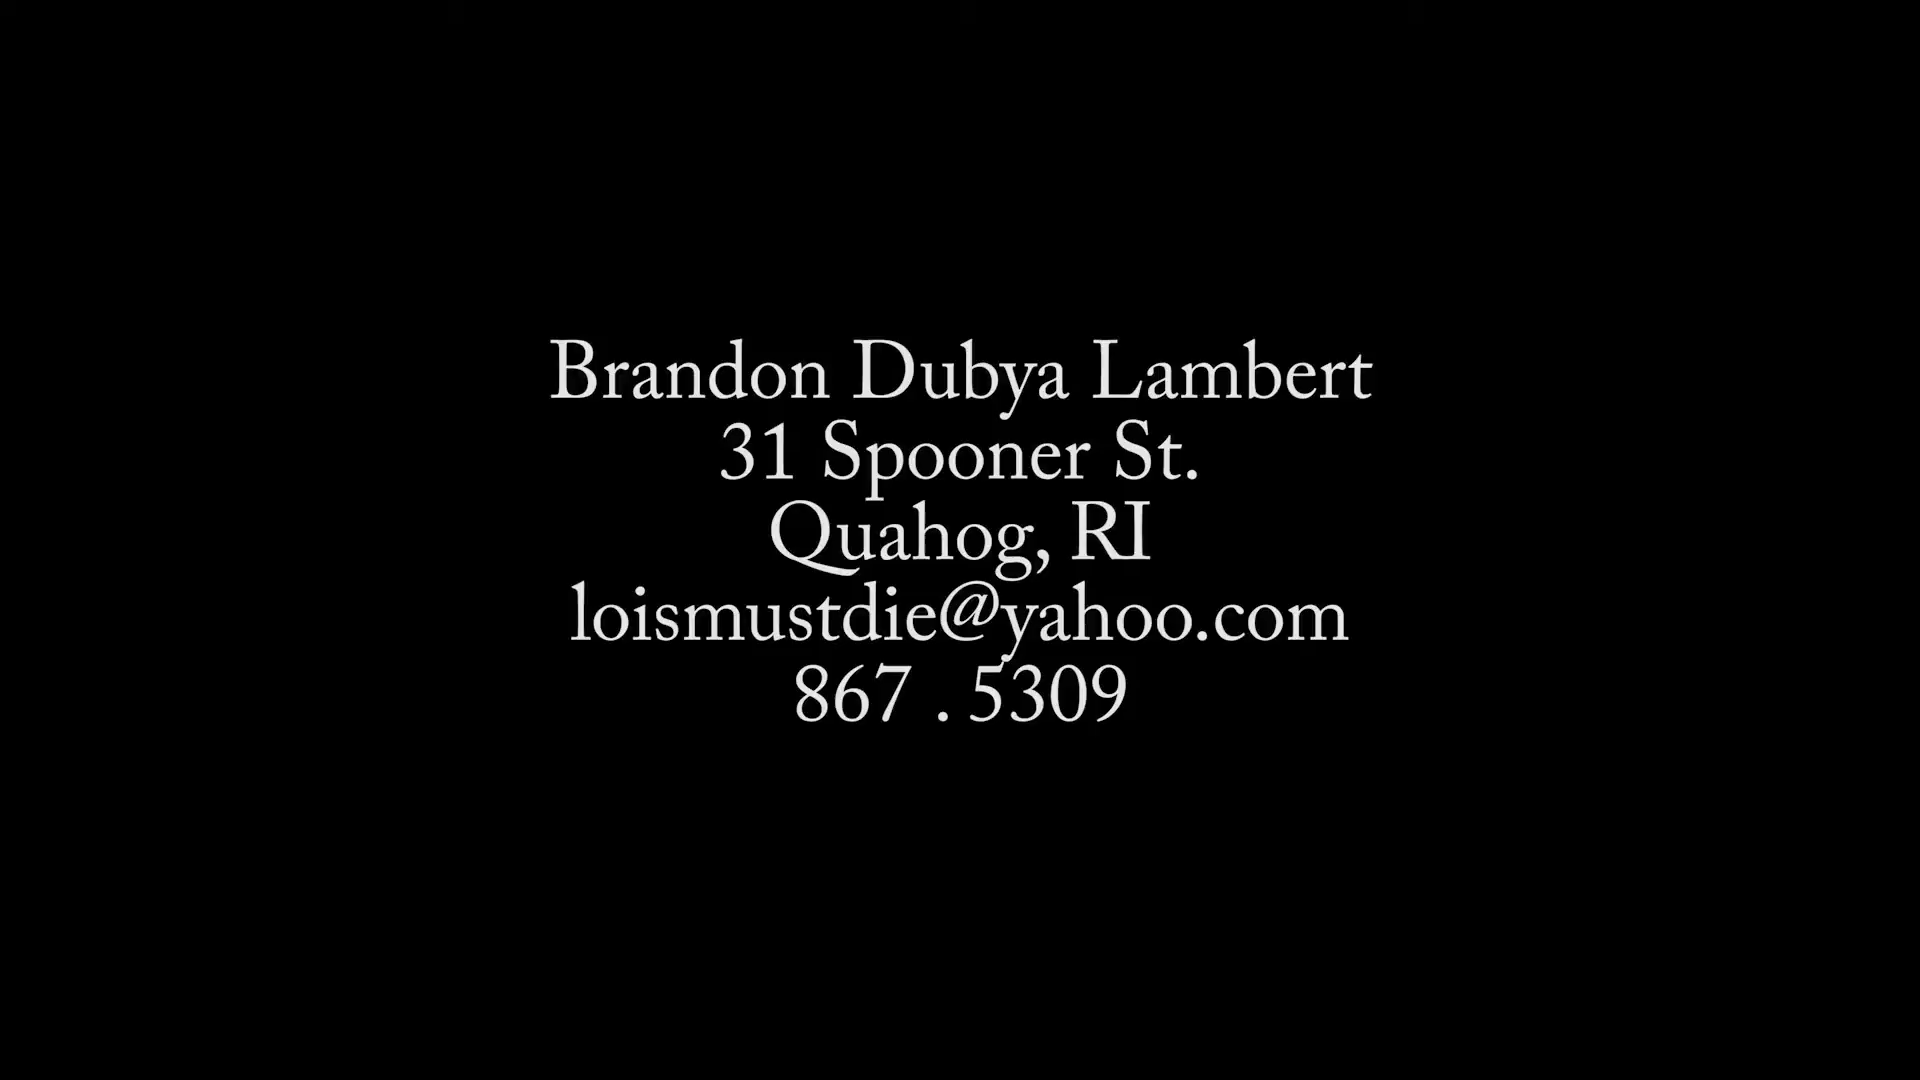 Brandon Dubya Lambert
31 Spooner St.
Quahog, RI
loismustdie@yahoo.com
867 . 5309